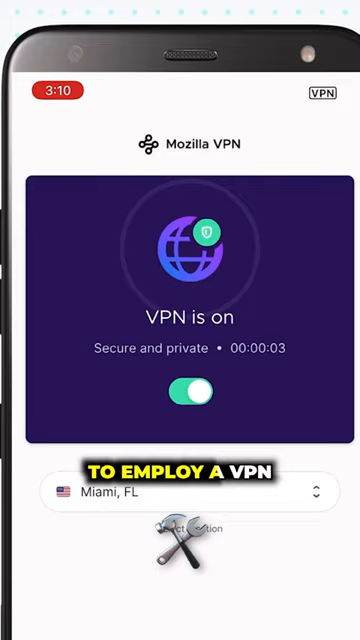 3:10
VPN
Mozilla VPN
VPN is on
Secure and private • 00:00:03
TO EMPLOY A VPN
Miami, FL